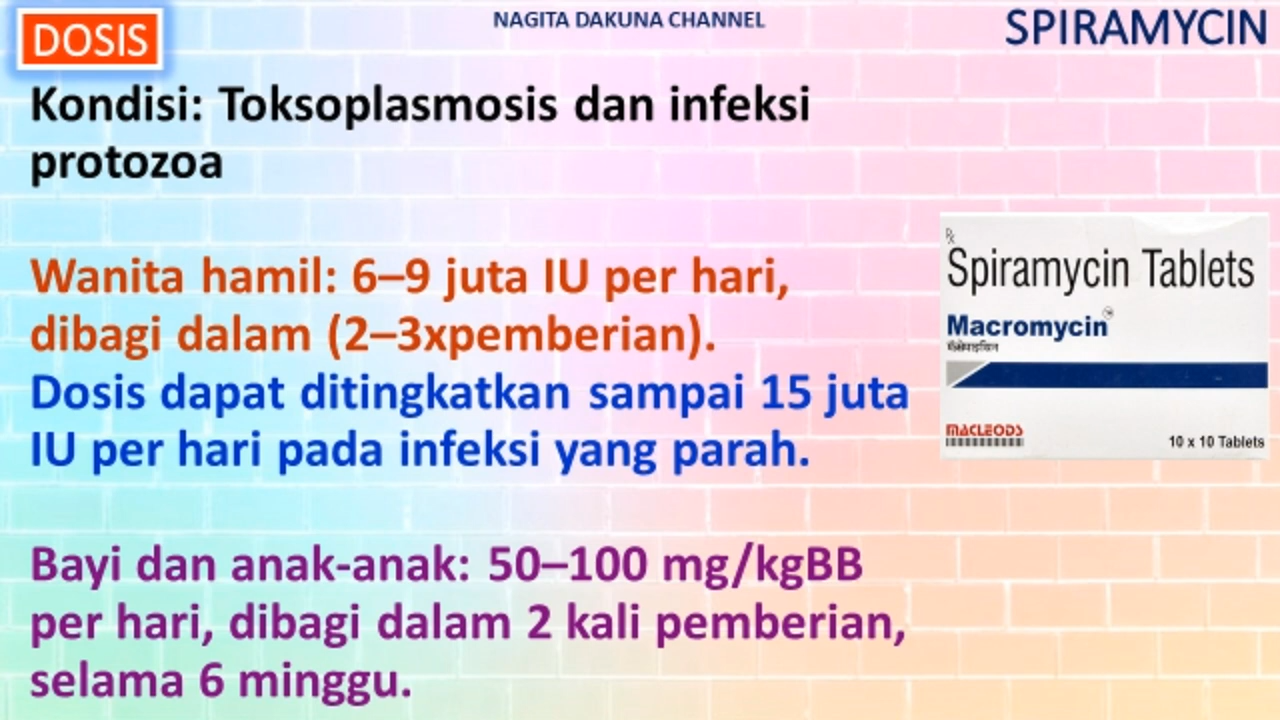 DOSIS
NAGITA DAKUNA CHANNEL
SPIRAMYCIN
Kondisi: Toksoplasmosis dan infeksi
protozoa
Wanita hamil: 6–9 juta IU per hari,
dibagi dalam (2–3xpemberian).
Dosis dapat ditingkatkan sampai 15 juta
IU per hari pada infeksi yang parah.
Bayi dan anak-anak: 50–100 mg/kgBB
per hari, dibagi dalam 2 kali pemberian,
selama 6 minggu.
Rx
Spiramycin Tablets
Macromycin™
MACLEODS
10 x 10 Tablets